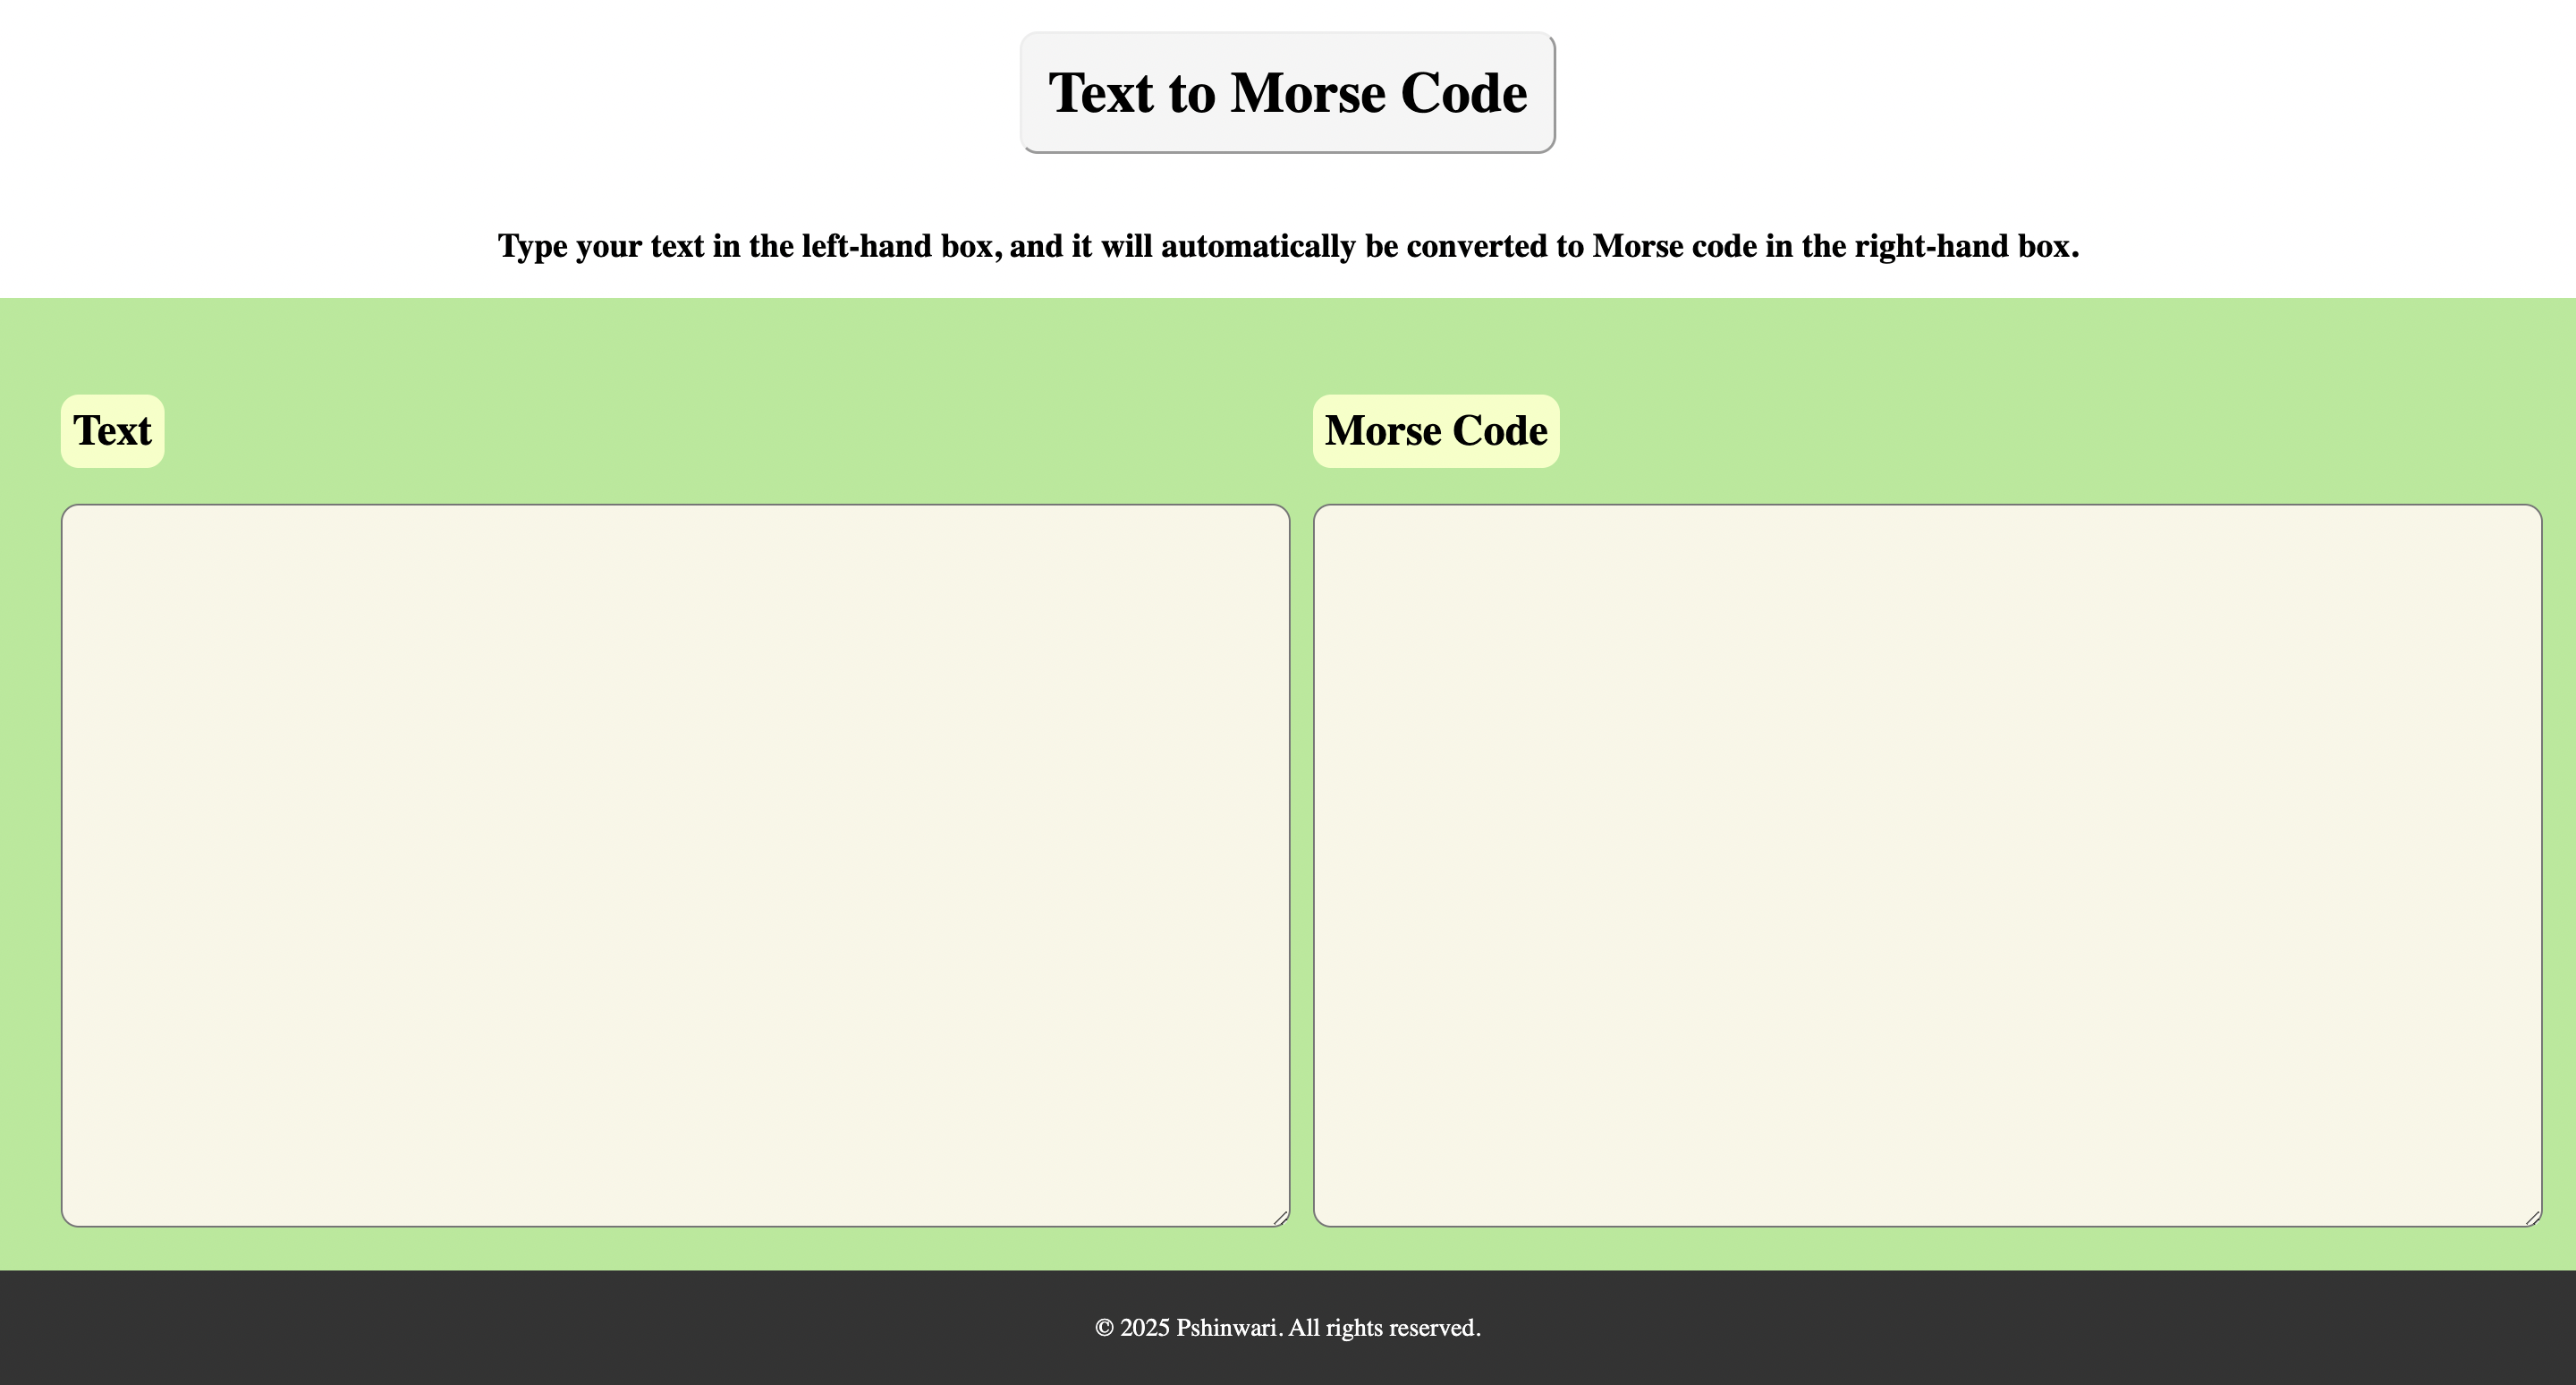 Text to Morse Code
Type your text in the left-hand box, and it will automatically be converted to Morse code in the right-hand box.
Text
Morse Code
© 2025 Pshinwari. All rights reserved.